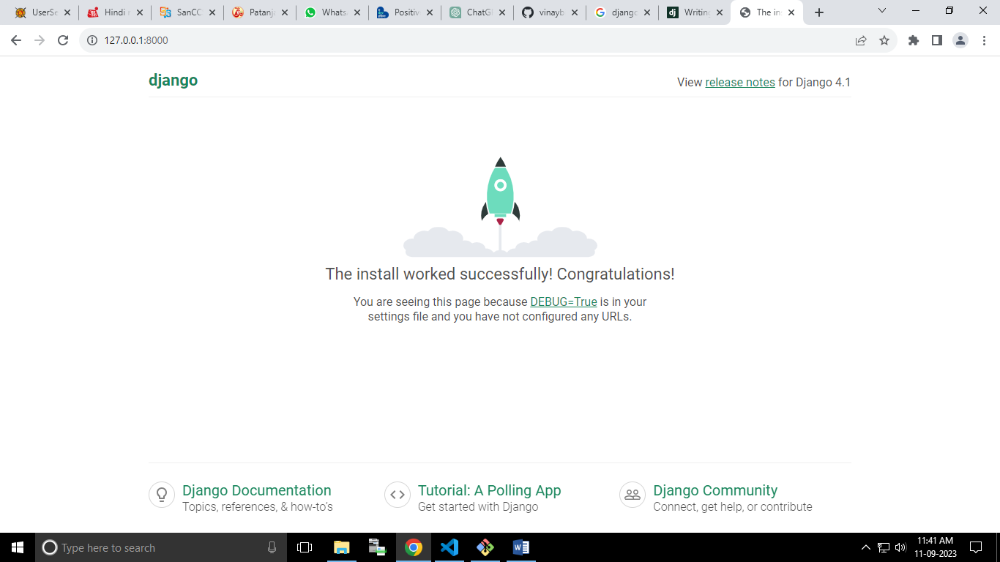 UserSe
Hindi
SanCC
Patanja
Whats
Positiv
ChatG
vinayb
django
Writing
The in
127.0.0.1:8000
django
View release notes for Django 4.1
The install worked successfully! Congratulations!
You are seeing this page because DEBUG=True is in your
settings file and you have not configured any URLs.
Django Documentation
Topics, references, & how-to's
Tutorial: A Polling App
Get started with Django
Django Community
Connect, get help, or contribute
Type here to search
11:41 AM
11-09-2023